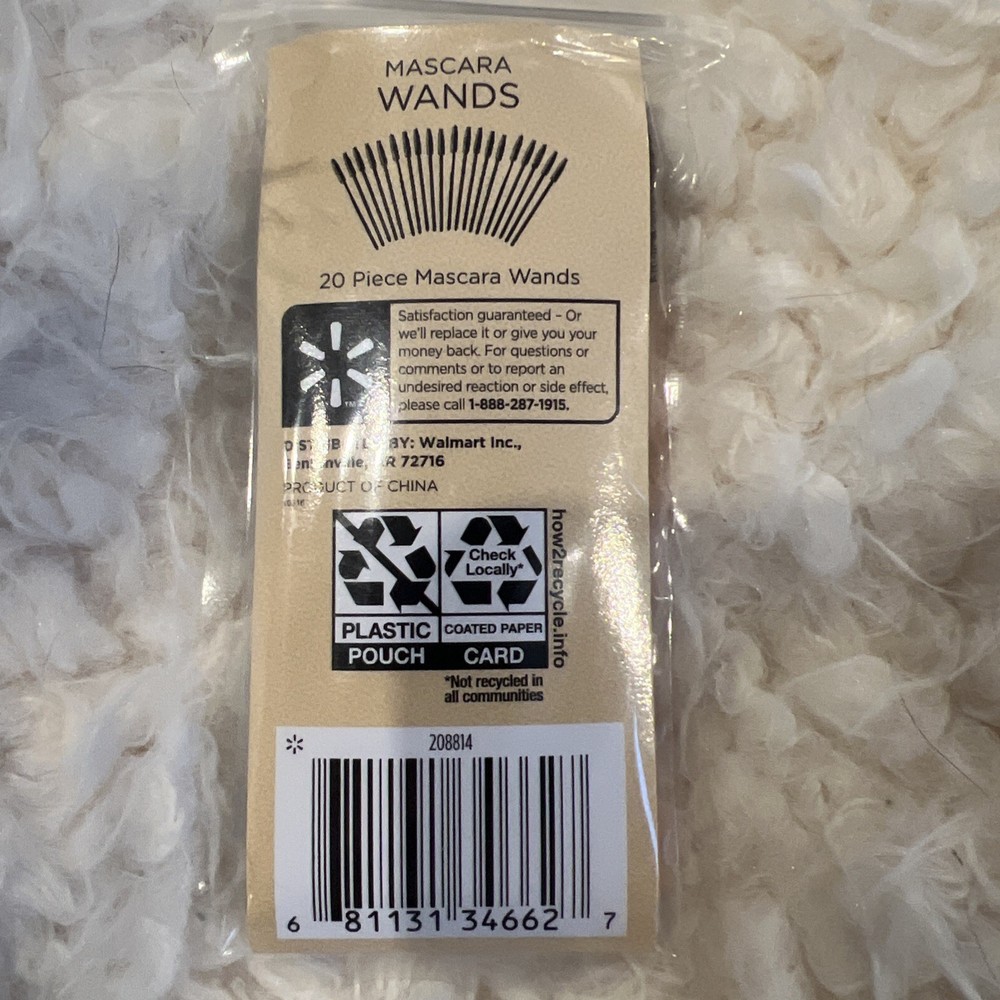 MASCARA
WANDS
20 Piece Mascara Wands
Satisfaction guaranteed – Or
we'll replace it or give you your
money back. For questions or
comments or to report an
undesired reaction or side effect,
please call 1-888-287-1915.
TM
DISTRIBUTED BY: Walmart Inc.,
Bentonville, AR 72716
PRODUCT OF CHINA
Check
Locally*
how2recycle.info
PLASTIC
COATED PAPER
POUCH
CARD
*Not recycled in
all communities
208814
6 81131 34662 7